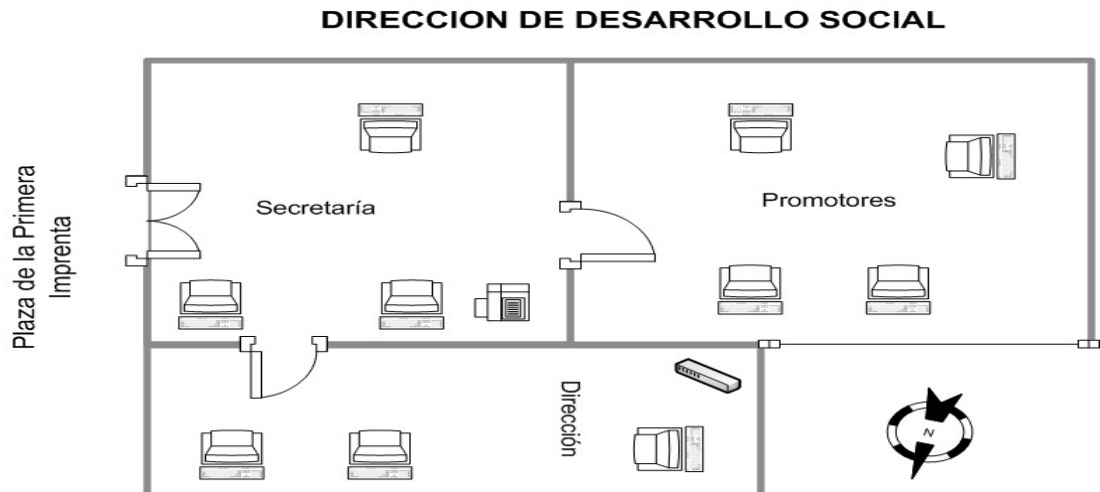 DIRECCION DE DESARROLLO SOCIAL
Plaza de la Primera
Imprenta
Secretaría
Promotores
Dirección
N